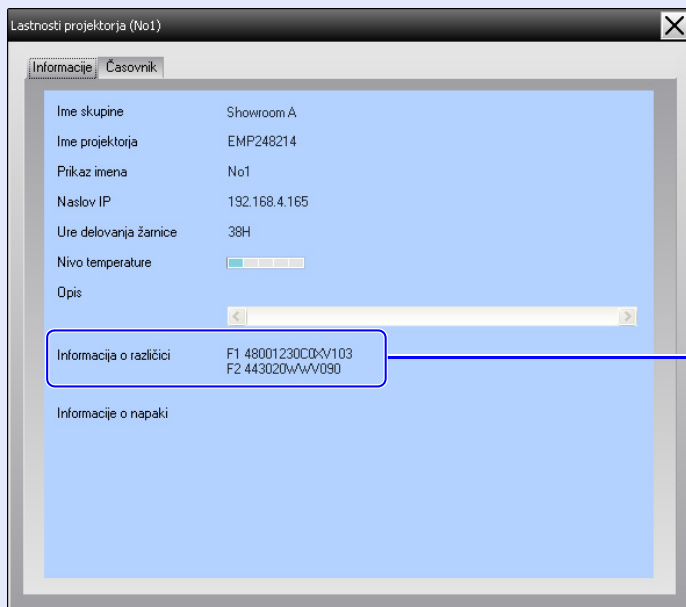 Lastnosti projektorja (No1)
Informacije Časovnik
Ime skupine Showroom A
Ime projektorja EMP248214
Prikaz imena No1
Naslov IP 192.168.4.165
Ure delovanja žarnice 38H
Nivo temperature
Opis
Informacija o različici F1 48001230C0XV103
F2 443020WWV090
Informacije o napaki